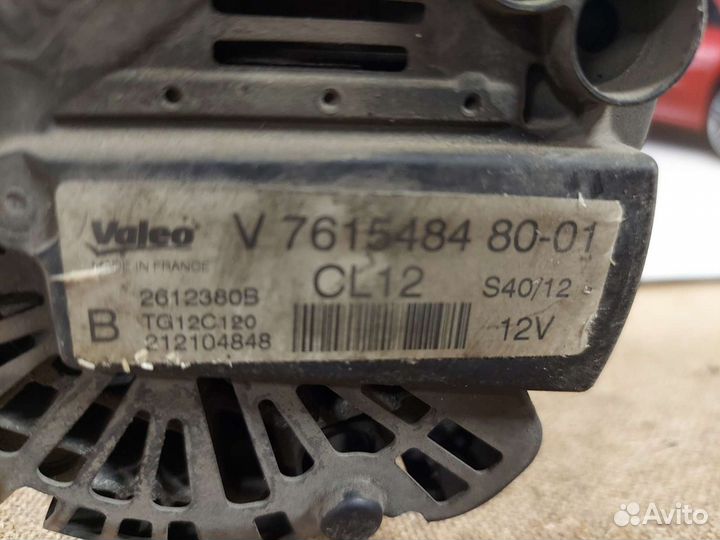 Valeo V 7615484 80-01
MADE IN FRANCE CL12 S40/12
2612380B
B TG12C120 12V
212104848
Avito